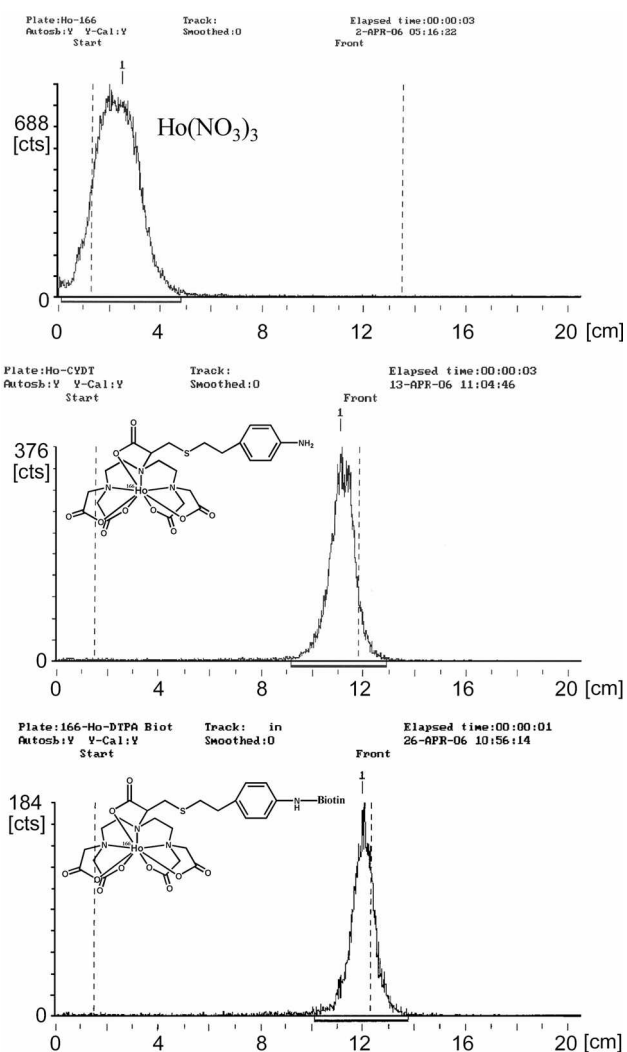 Plate:Ho-166 Track: Elapsed time:00:00:03
Autosb:Y Y-Cal:Y Smoothed:0 2-APR-06 05:16:22
Start Front
1
688
[cts]
Ho(NO3)3
0
0 4 8 12 16 20 [cm]
Plate:Ho-CYDT Track: Elapsed time:00:00:03
Autosb:Y Y-Cal:Y Smoothed:0 13-APR-06 11:04:46
Start Front
1
376
[cts]
O
O
S
NH2
N
N
166
Ho
N
O
O
O
O
O
O
0
0 4 8 12 16 20 [cm]
Plate:166-Ho-DTPA Biot Track: in Elapsed time:00:00:01
Autosb:Y Y-Cal:Y Smoothed:0 26-APR-06 10:56:14
Start Front
1
184
[cts]
O
O
S
N
H
Biotin
N
N
166
Ho
N
O
O
O
O
O
O
0
0 4 8 12 16 20 [cm]